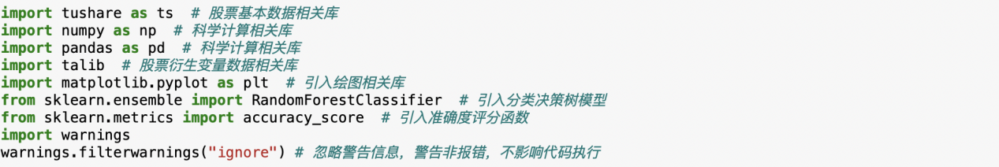 import tushare as ts  # 股票基本数据相关库
import numpy as np  # 科学计算相关库
import pandas as pd  # 科学计算相关库
import talib  # 股票衍生变量数据相关库
import matplotlib.pyplot as plt  # 引入绘图相关库
from sklearn.ensemble import RandomForestClassifier  # 引入分类决策树模型
from sklearn.metrics import accuracy_score  # 引入准确度评分函数
import warnings
warnings.filterwarnings("ignore") # 忽略警告信息，警告非报错，不影响代码执行